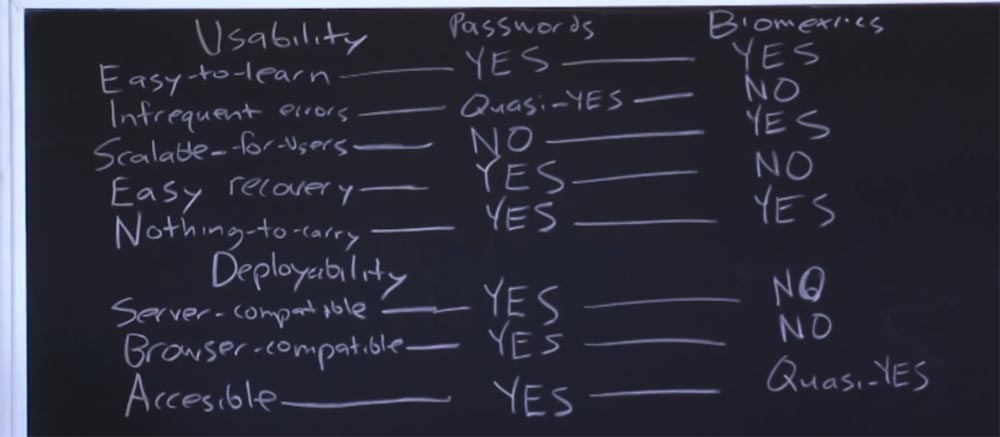 Usability Passwords Biomexrics
Easy-to-learn YES YES
Infrequent errors Quasi-YES NO
Scalable-for-users NO YES
Easy recovery YES NO
Nothing-to-carry YES YES
Deployability
Server-compatible YES NO
Browser-compatible YES NO
Accesible YES Quasi-YES